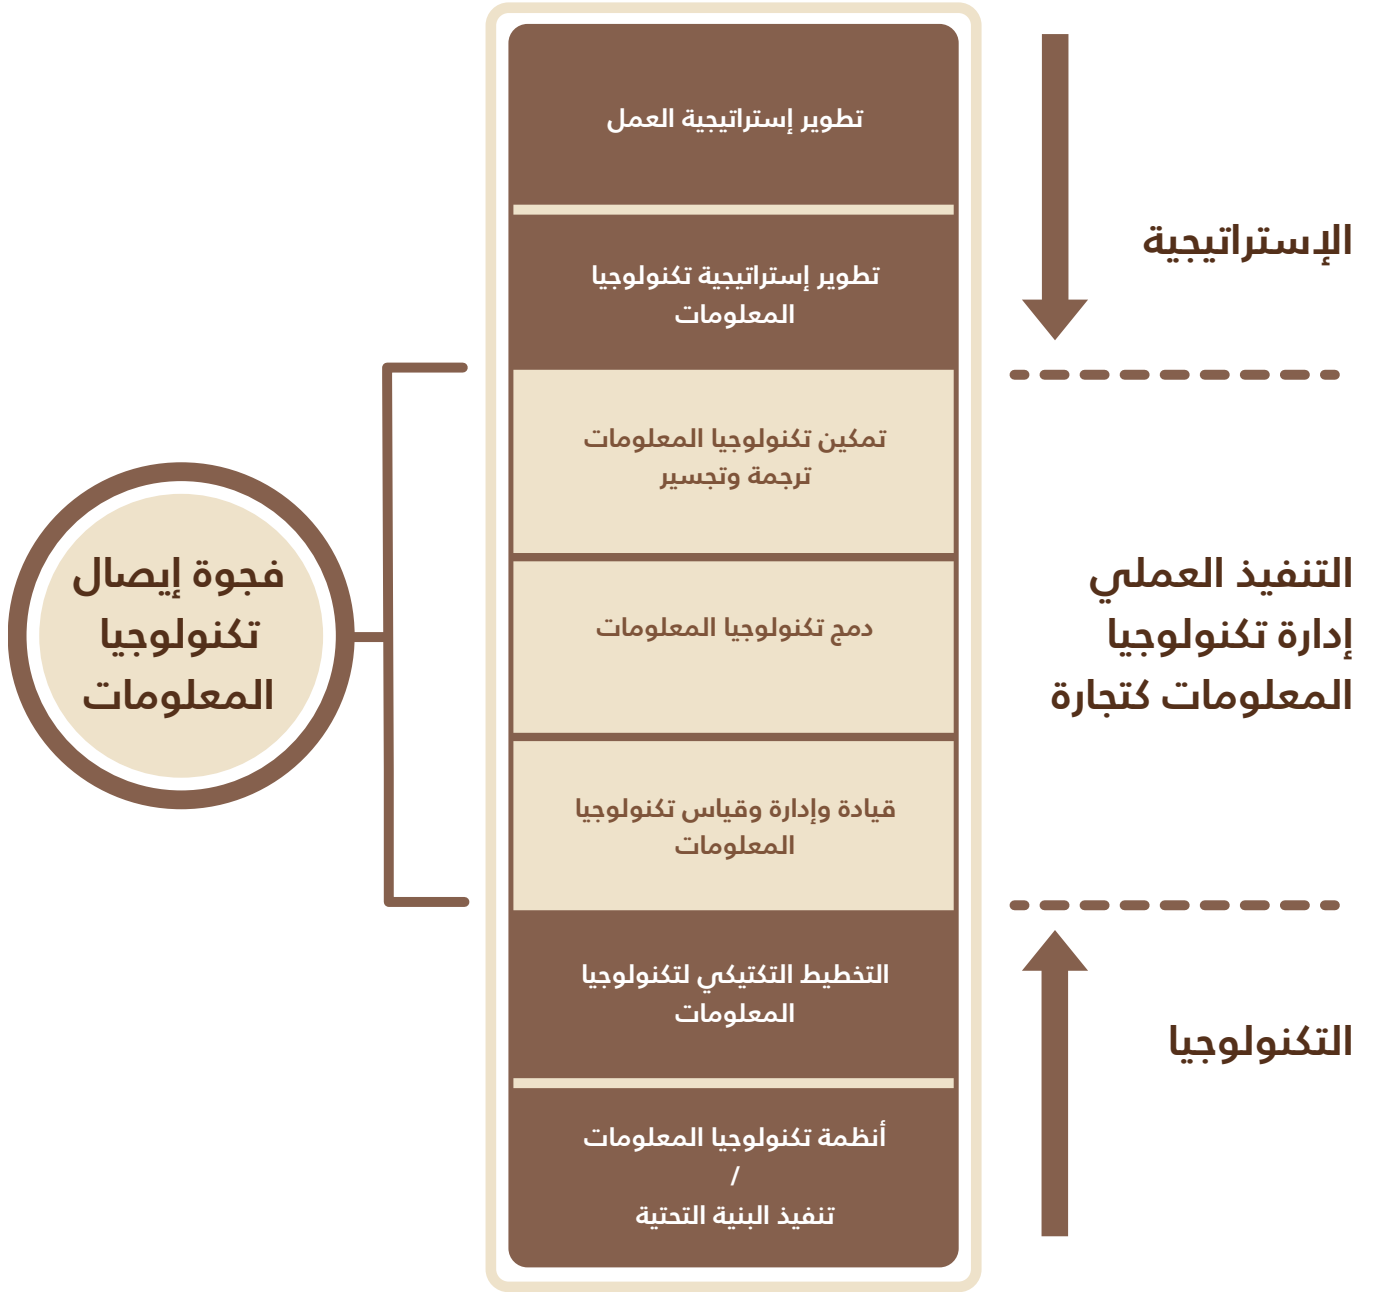 تطوير إستراتيجية العمل
تطوير إستراتيجية تكنولوجيا
المعلومات
الإستراتيجية
تمكين تكنولوجيا المعلومات
ترجمة وتجسير
دمج تكنولوجيا المعلومات
قيادة وإدارة وقياس تكنولوجيا
المعلومات
التنفيذ العملي
إدارة تكنولوجيا
المعلومات كتجارة
فجوة إيصال
تكنولوجيا
المعلومات
التخطيط التكتيكي لتكنولوجيا
المعلومات
أنظمة تكنولوجيا المعلومات
/
تنفيذ البنية التحتية
التكنولوجيا